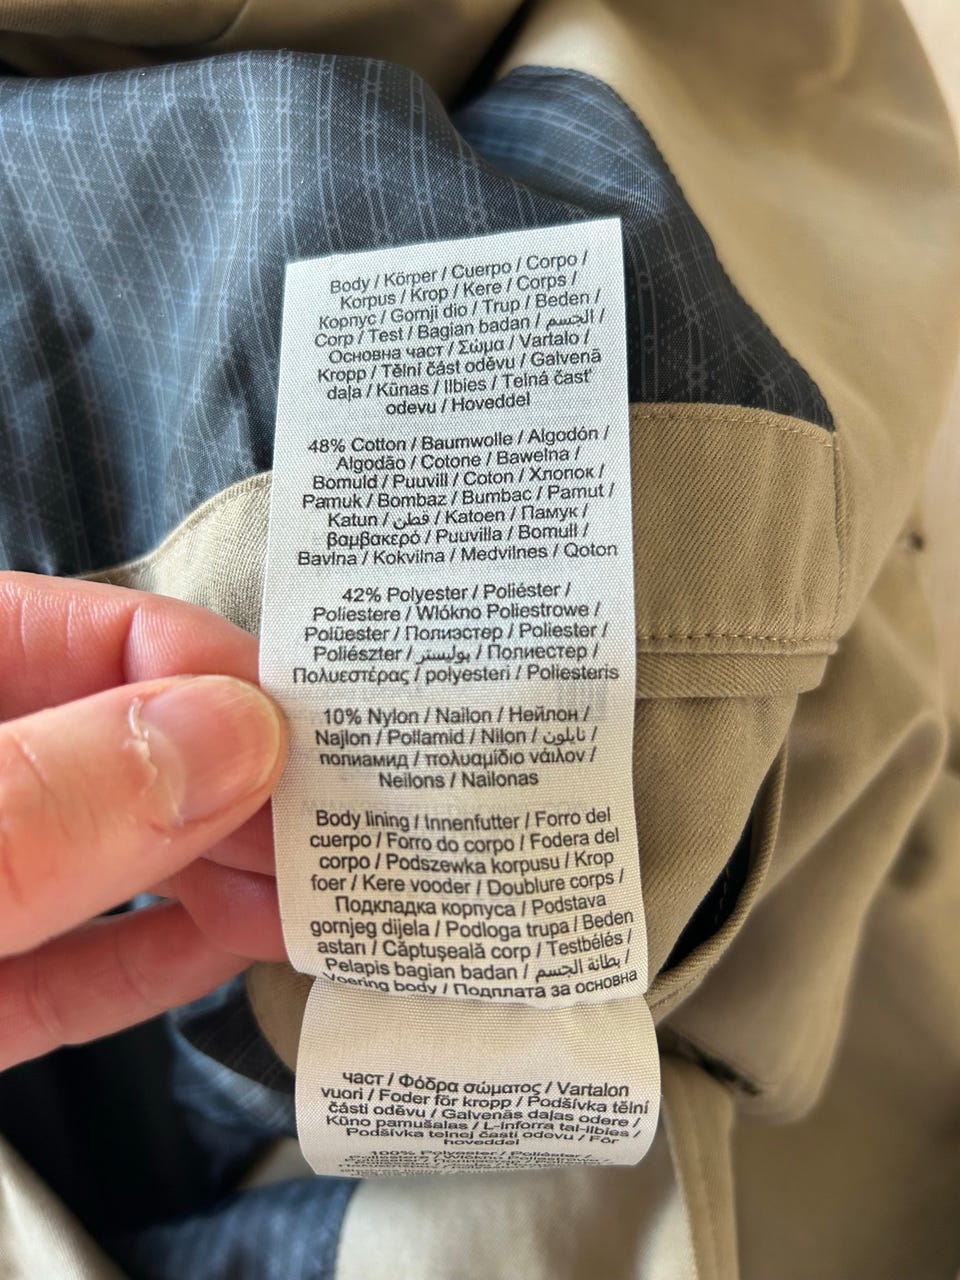 Body / Körper / Cuerpo / Corpo /
Korpus / Krop / Kere / Corps /
Корпус / Gornji dio / Trup / Beden /
Corp / Test / Bagian badan / الجسم /
Основна част / Σώμα / Vartalo /
Kropp / Tělní část oděvu / Galvenā
daļa / Kūnas / Ilbies / Telná časť
odevu / Hoveddel
48% Cotton / Baumwolle / Algodón /
Algodão / Cotone / Bawełna /
Bomuld / Puuvill / Coton / Хлопок /
Pamuk / Bombaz / Bumbac / Pamut /
Katun / قطن / Katoen / Памук /
βαμβακερό / Puuvilla / Bomull /
Bavlna / Kokvilna / Medvilnes / Qoton
42% Polyester / Poliéster /
Poliestere / Włókno Poliestrowe /
Polüester / Полиэстер / Poliester /
Poliészter / بوليستر / Полиестер /
Πολυεστέρας / polyesteri / Poliesteris
10% Nylon / Nailon / Нейлон /
Najlon / Poliamid / Nilon / نايلون /
полиамид / πολυαμίδιο νάιλον /
Neilons / Nailonas
Body lining / Innenfutter / Forro del
cuerpo / Forro do corpo / Fodera del
corpo / Podszewka korpusu / Krop
foer / Kere vooder / Doublure corps /
Подкладка корпуса / Podstava
gornjeg dijela / Podloga trupa / Beden
astarı / Căptușeală corp / Testbélés /
Pelapis bagian badan / بطانة الجسم /
Voering body / Подплата за основна
част / Φόδρα σώματος / Vartalon
vuori / Foder för kropp / Podšívka tělní
části oděvu / Galvenās daļas odere /
Kūno pamušalas / L-inforra tal-ilbies /
Podšívka telnej časti odevu / Fôr
hoveddel
100% Polyester / Poliéster /
Poliestere / Włókno Poliestrowe /